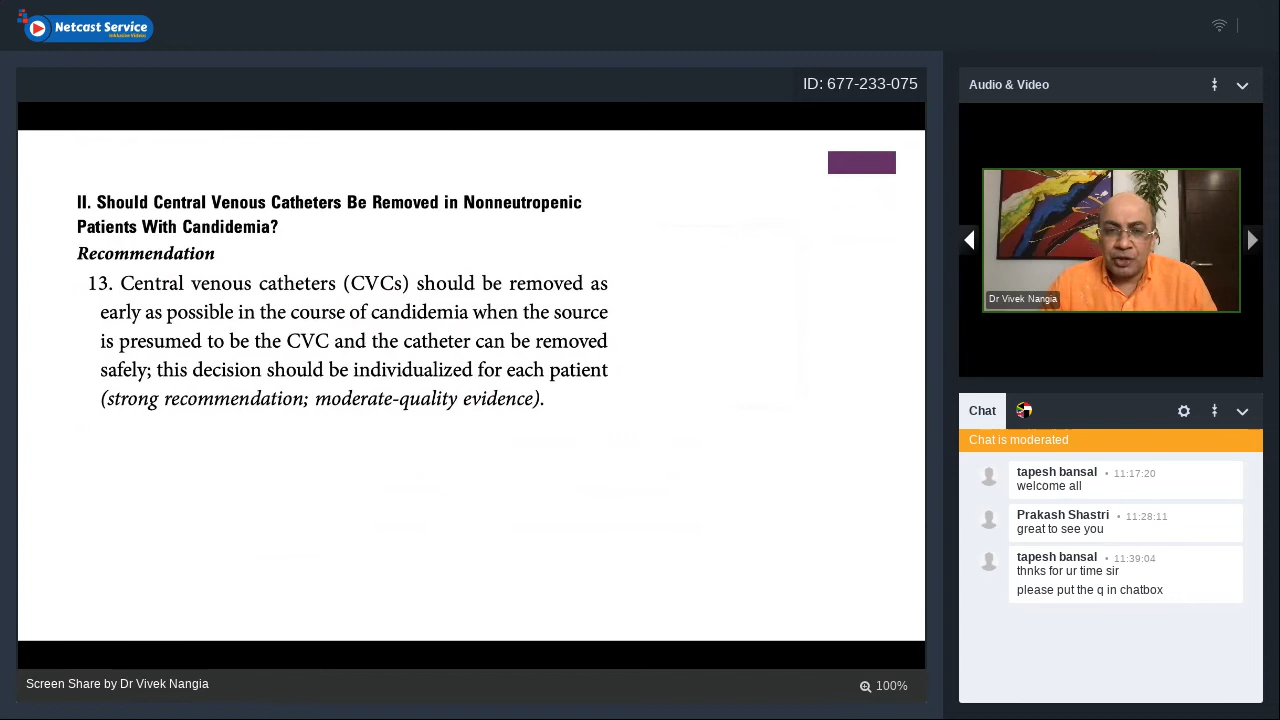 Netcast Service
Inklusive Videos
ID: 677-233-075
II. Should Central Venous Catheters Be Removed in Nonneutropenic
Patients With Candidemia?
Recommendation
13. Central venous catheters (CVCs) should be removed as
early as possible in the course of candidemia when the source
is presumed to be the CVC and the catheter can be removed
safely; this decision should be individualized for each patient
(strong recommendation; moderate-quality evidence).
Screen Share by Dr Vivek Nangia
100%
Audio & Video
Dr Vivek Nangia
Chat
Chat is moderated
tapesh bansal • 11:17:20
welcome all
Prakash Shastri • 11:28:11
great to see you
tapesh bansal • 11:39:04
thnks for ur time sir
please put the q in chatbox